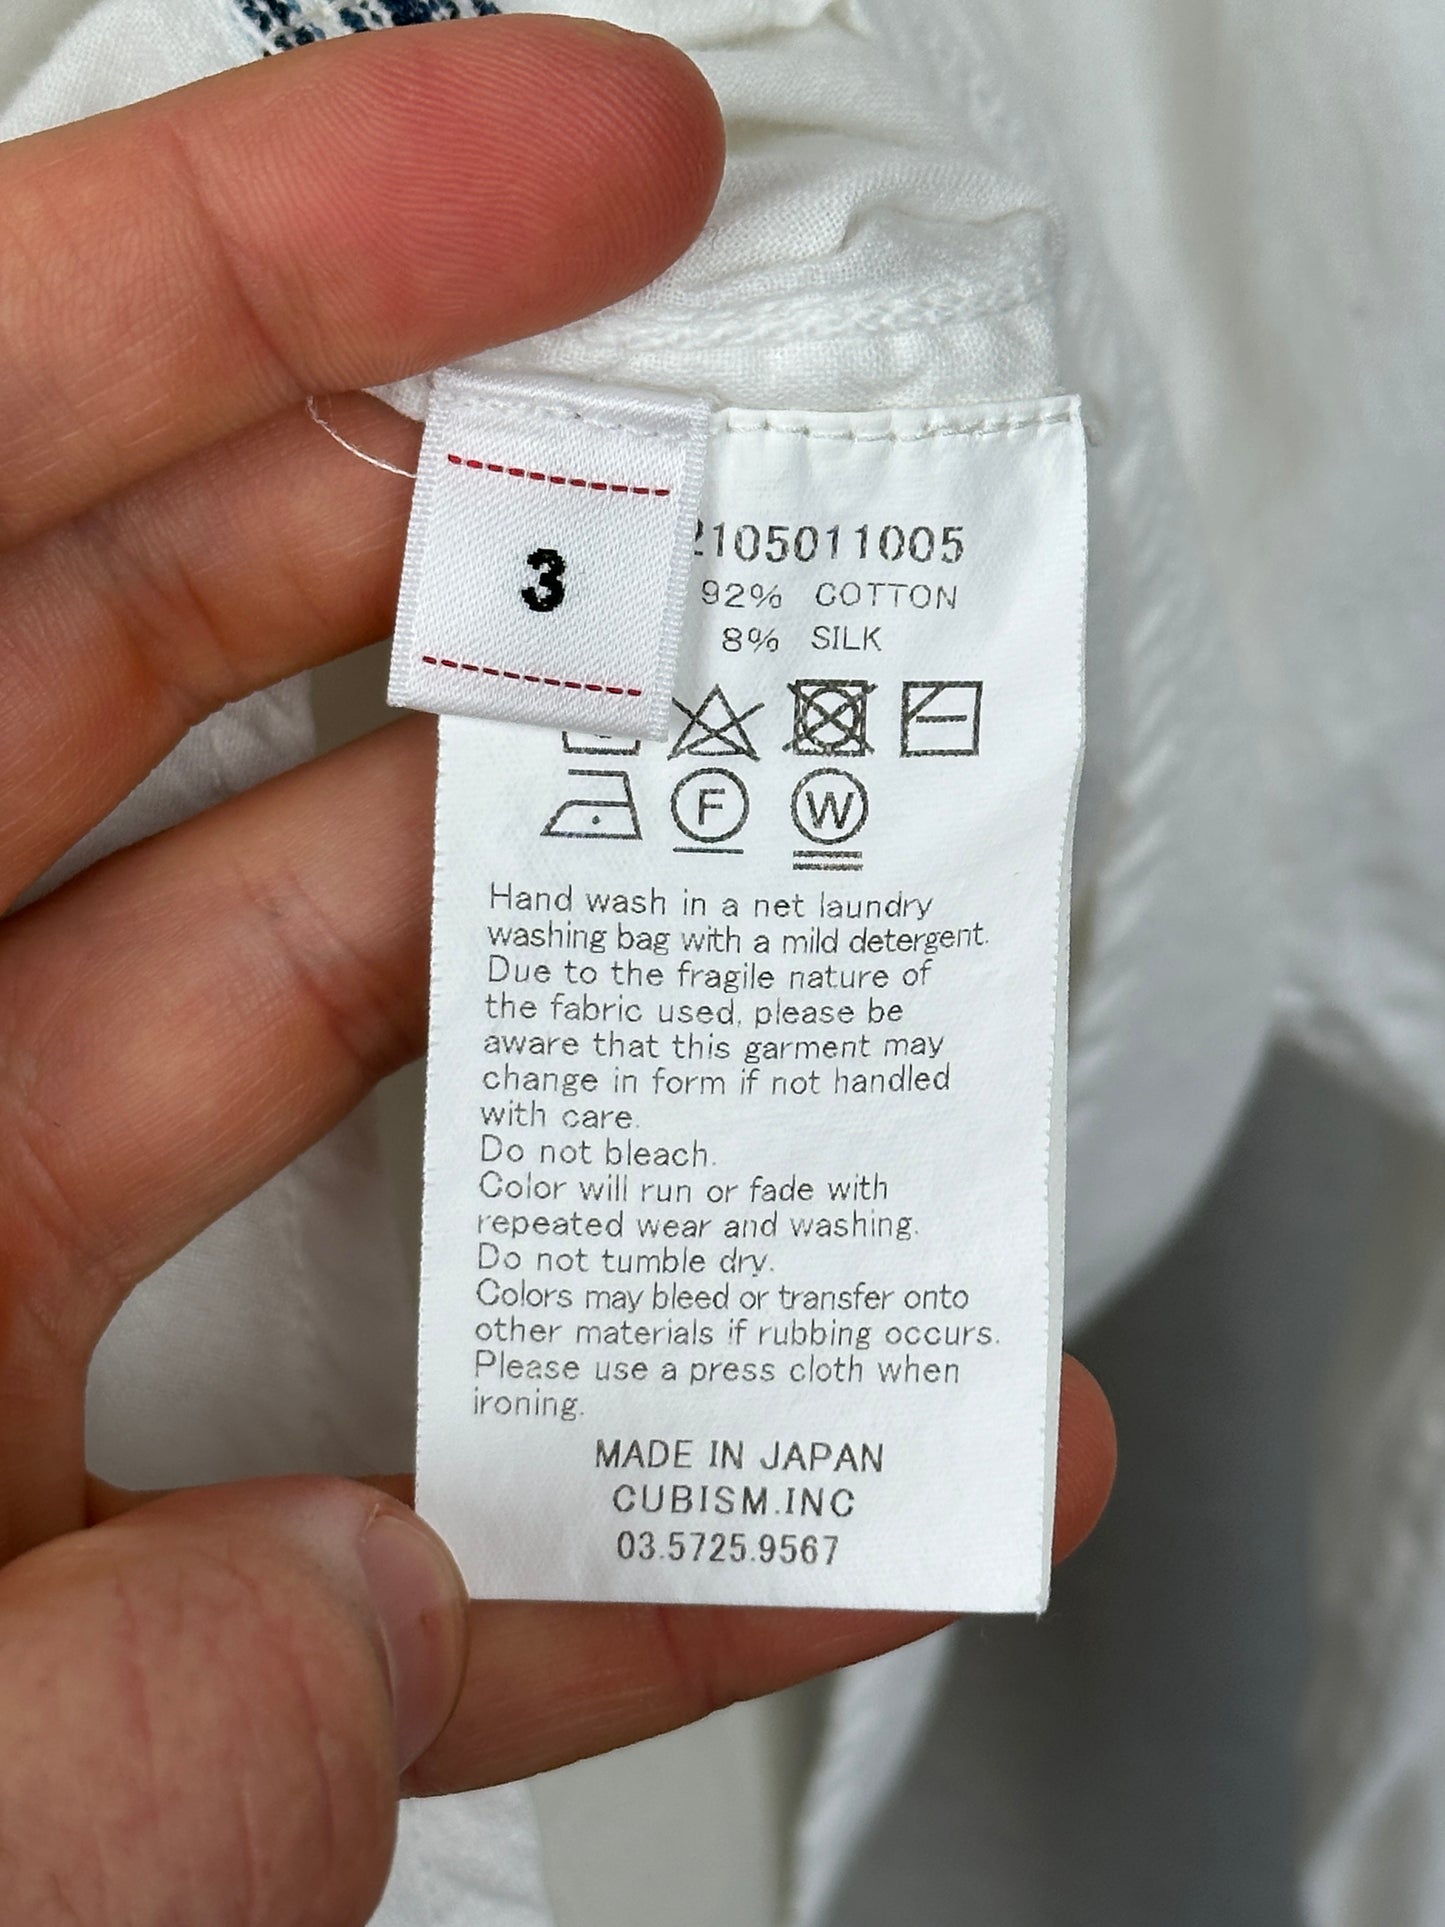 3
2105011005
92% COTTON
8% SILK
F
W
Hand wash in a net laundry
washing bag with a mild detergent.
Due to the fragile nature of
the fabric used, please be
aware that this garment may
change in form if not handled
with care.
Do not bleach.
Color will run or fade with
repeated wear and washing.
Do not tumble dry.
Colors may bleed or transfer onto
other materials if rubbing occurs.
Please use a press cloth when
ironing.
MADE IN JAPAN
CUBISM.INC
03.5725.9567